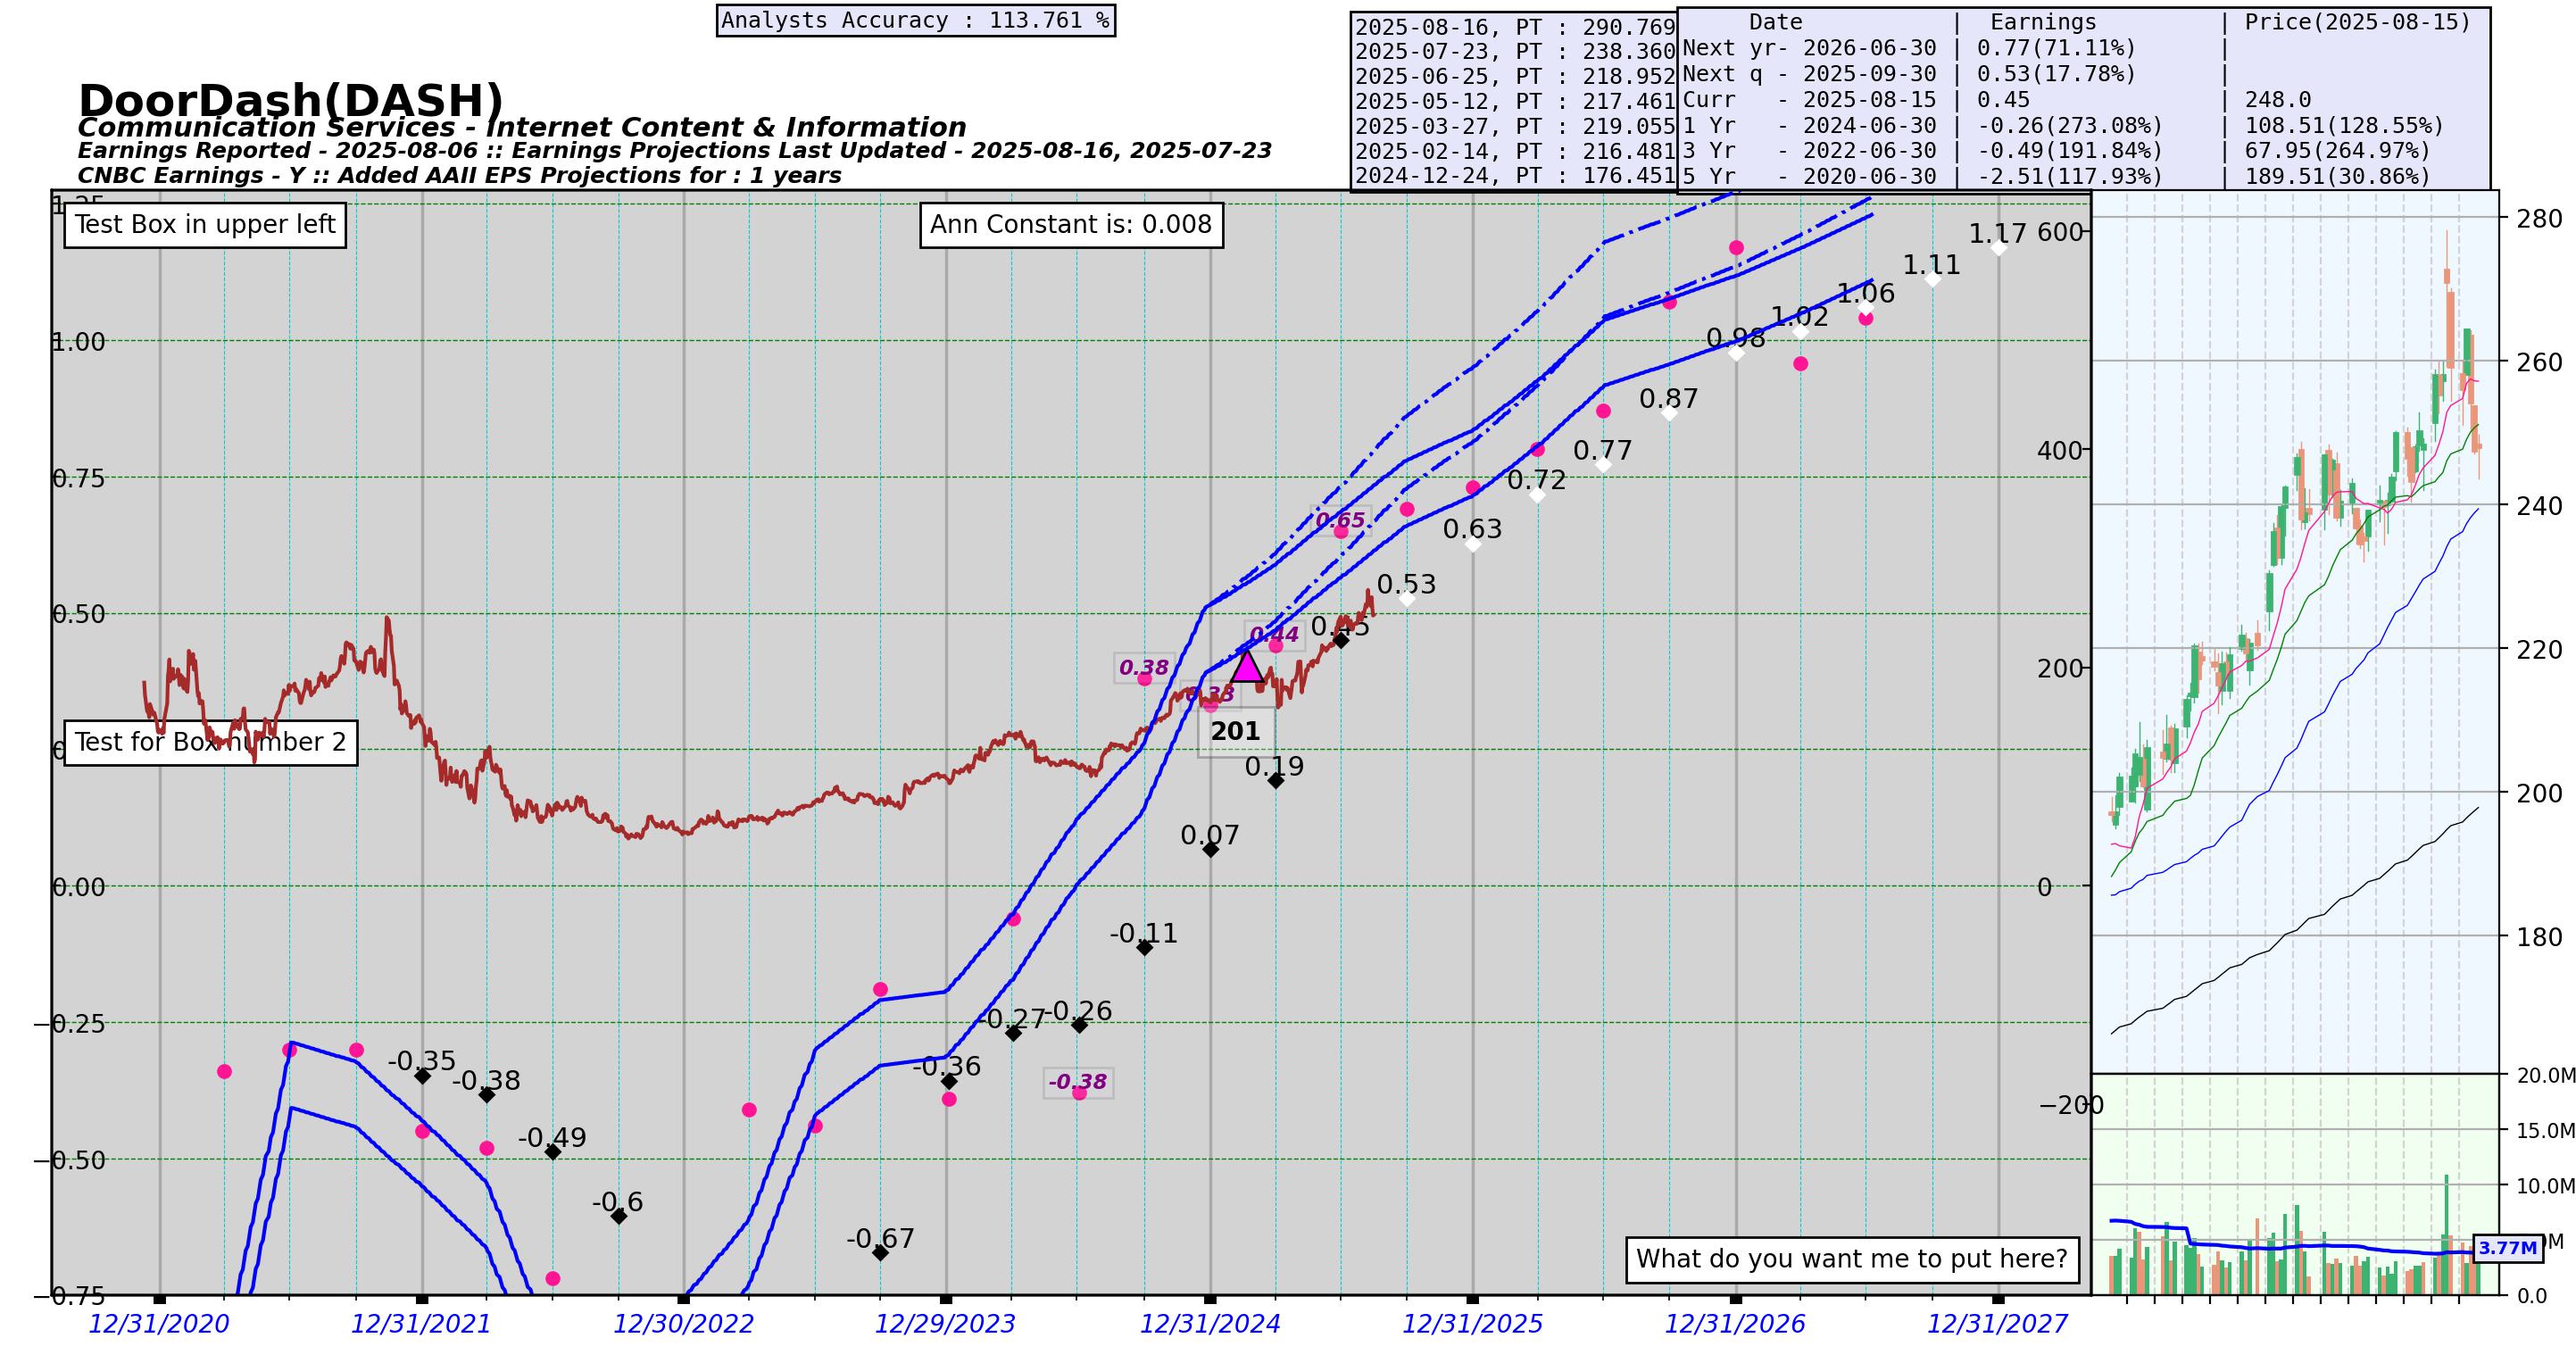 Analysts Accuracy : 113.761 %
DoorDash(DASH)
Communication Services - Internet Content & Information
Earnings Reported - 2025-08-06 :: Earnings Projections Last Updated - 2025-08-16, 2025-07-23
CNBC Earnings - Y :: Added AAII EPS Projections for : 1 years
2025-08-16, PT : 290.769
2025-07-23, PT : 238.360
2025-06-25, PT : 218.952
2025-05-12, PT : 217.461
2025-03-27, PT : 219.055
2025-02-14, PT : 216.481
2024-12-24, PT : 176.451
Date | Earnings | Price(2025-08-15)
Next yr- 2026-06-30 | 0.77(71.11%) |
Next q - 2025-09-30 | 0.53(17.78%) |
Curr - 2025-08-15 | 0.45 | 248.0
1 Yr - 2024-06-30 | -0.26(273.08%) | 108.51(128.55%)
3 Yr - 2022-06-30 | -0.49(191.84%) | 67.95(264.97%)
5 Yr - 2020-06-30 | -2.51(117.93%) | 189.51(30.86%)
Test Box in upper left
Ann Constant is: 0.008
1.00
0.75
0.50
0.00
−0.25
−0.50
−0.75
Test for Box number 2
-0.35
-0.38
-0.49
-0.6
-0.67
-0.36
-0.27
-0.26
-0.38
-0.11
0.07
0.19
0.38
0.33
0.44
0.65
201
0.45
0.53
0.63
0.72
0.77
0.87
0.98
1.02
1.06
1.11
1.17
600
400
200
0
−200
What do you want me to put here?
12/31/2020
12/31/2021
12/30/2022
12/29/2023
12/31/2024
12/31/2025
12/31/2026
12/31/2027
280
260
240
220
200
180
20.0M
15.0M
10.0M
3.77M
0.0